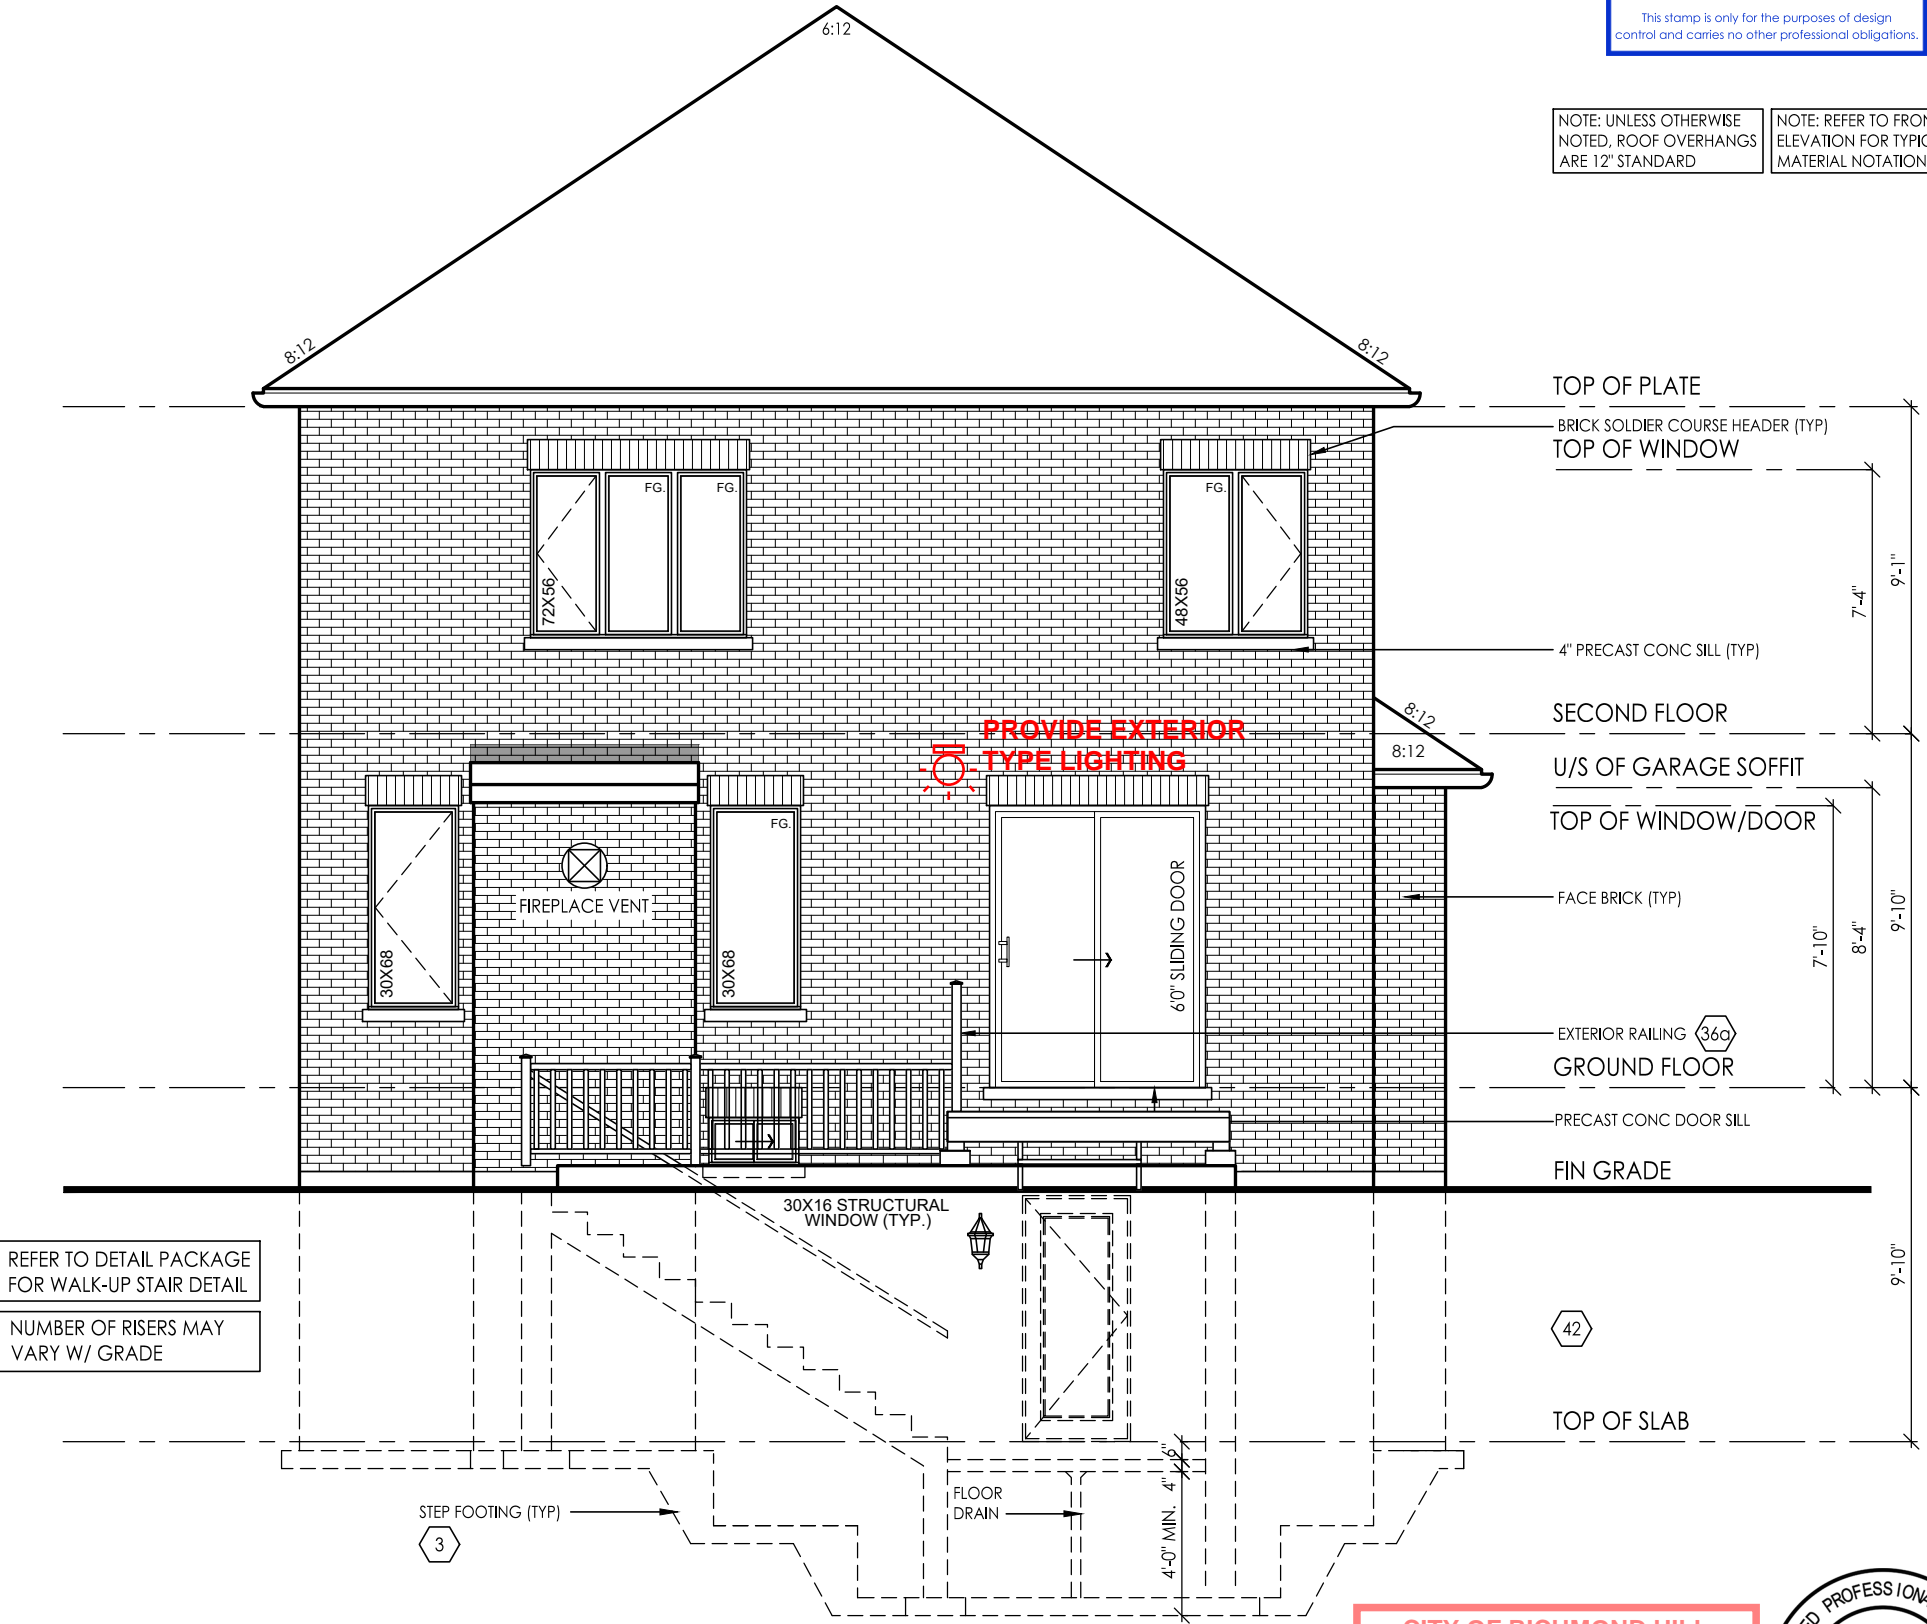 6:12
This stamp is only for the purposes of design
control and carries no other professional obligations.
NOTE: UNLESS OTHERWISE
NOTED, ROOF OVERHANGS
ARE 12" STANDARD
NOTE: REFER TO FRON
ELEVATION FOR TYPIC
MATERIAL NOTATION
8:12
8:12
TOP OF PLATE
BRICK SOLDIER COURSE HEADER (TYP)
TOP OF WINDOW
FG.
FG.
FG.
72X56
48X56
7'-4"
9'-1"
4" PRECAST CONC SILL (TYP)
8:12
SECOND FLOOR
PROVIDE EXTERIOR
TYPE LIGHTING
8:12
U/S OF GARAGE SOFFIT
TOP OF WINDOW/DOOR
FG.
FIREPLACE VENT
6'0" SLIDING DOOR
FACE BRICK (TYP)
30X68
30X68
7'-10"
8'-4"
9'-10"
EXTERIOR RAILING
36a
GROUND FLOOR
PRECAST CONC DOOR SILL
FIN GRADE
30X16 STRUCTURAL
WINDOW (TYP.)
REFER TO DETAIL PACKAGE
FOR WALK-UP STAIR DETAIL
NUMBER OF RISERS MAY
VARY W/ GRADE
9'-10"
42
TOP OF SLAB
6"
4"
4'-0" MIN.
FLOOR
DRAIN
STEP FOOTING (TYP)
3
CITY OF RICHMOND HILL
PROFESSION